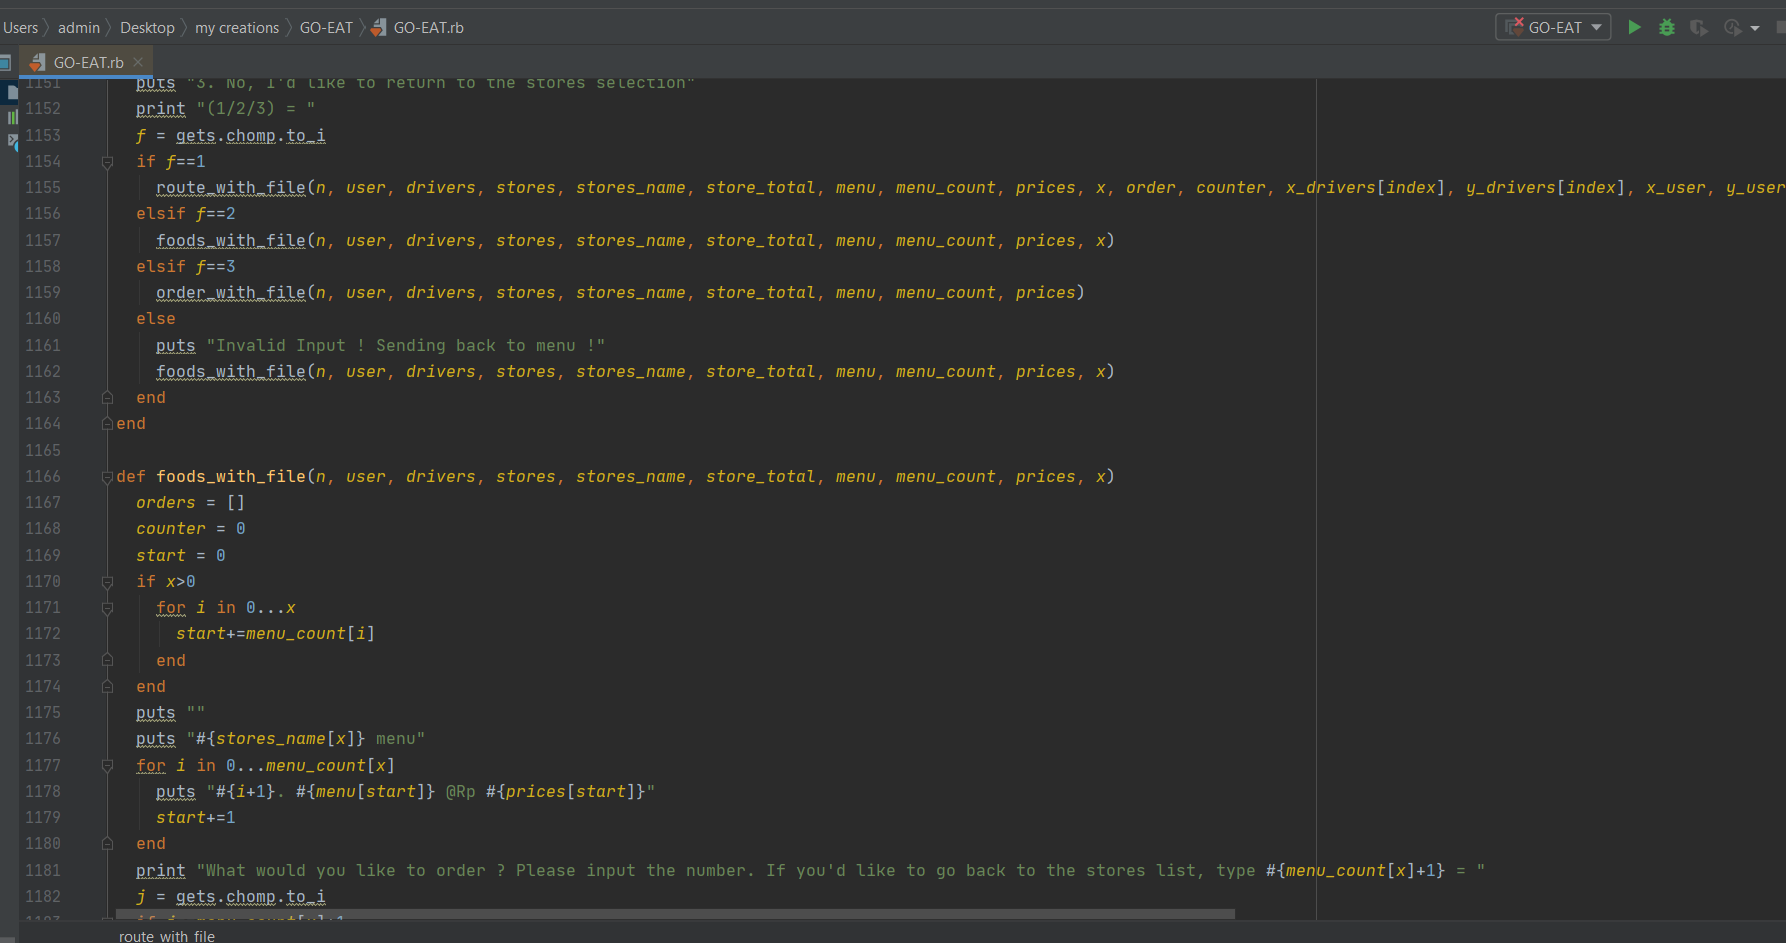 Users admin Desktop my creations GO-EAT GO-EAT.rb GO-EAT
GO-EAT.rb
1151 puts "3. No, I'd like to return to the stores selection"
1152 print "(1/2/3) = "
1153 f = gets.chomp.to_i
1154 if f==1
1155 route_with_file(n, user, drivers, stores, stores_name, store_total, menu, menu_count, prices, x, order, counter, x_drivers[index], y_drivers[index], x_user, y_user
1156 elsif f==2
1157 foods_with_file(n, user, drivers, stores, stores_name, store_total, menu, menu_count, prices, x)
1158 elsif f==3
1159 order_with_file(n, user, drivers, stores, stores_name, store_total, menu, menu_count, prices)
1160 else
1161 puts "Invalid Input ! Sending back to menu !"
1162 foods_with_file(n, user, drivers, stores, stores_name, store_total, menu, menu_count, prices, x)
1163 end
1164 end
1165
1166 def foods_with_file(n, user, drivers, stores, stores_name, store_total, menu, menu_count, prices, x)
1167 orders = []
1168 counter = 0
1169 start = 0
1170 if x>0
1171 for i in 0...x
1172 start+=menu_count[i]
1173 end
1174 end
1175 puts ""
1176 puts "#{stores_name[x]} menu"
1177 for i in 0...menu_count[x]
1178 puts "#{i+1}. #{menu[start]} @Rp #{prices[start]}"
1179 start+=1
1180 end
1181 print "What would you like to order ? Please input the number. If you'd like to go back to the stores list, type #{menu_count[x]+1} = "
1182 j = gets.chomp.to_i
route_with_file